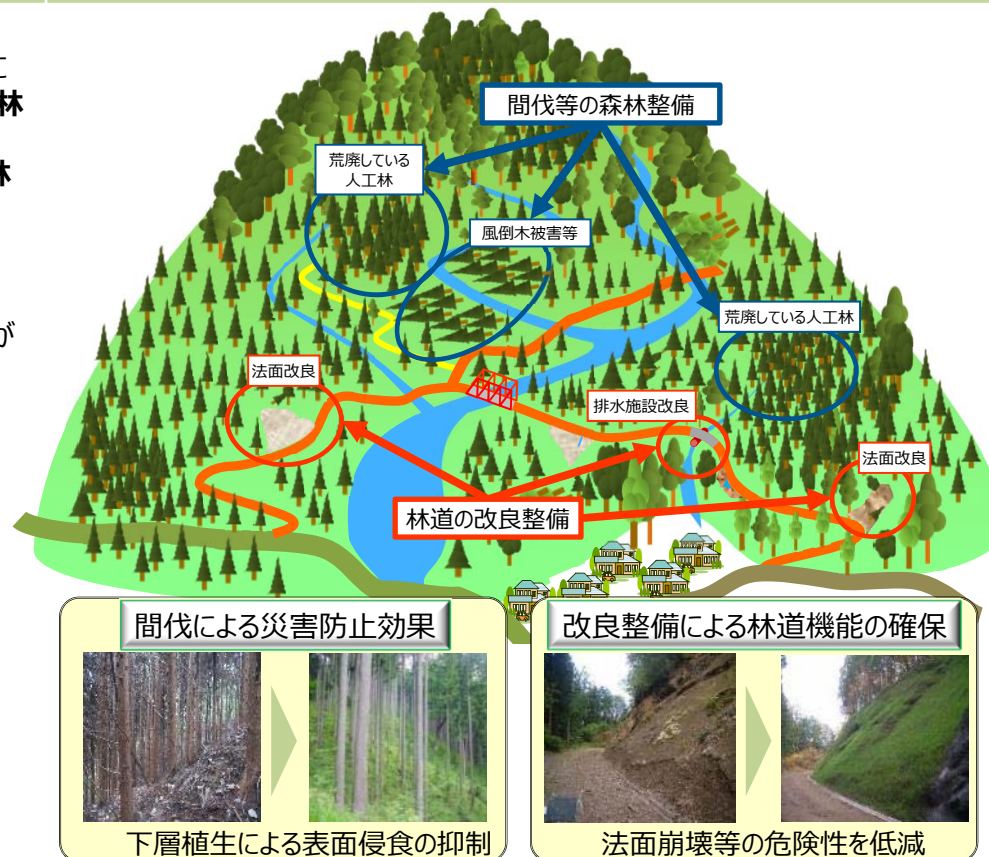 に
林
林
が
間伐等の森林整備
荒廃している
人工林
風倒木被害等
荒廃している人工林
法面改良
排水施設改良
法面改良
林道の改良整備
間伐による災害防止効果
改良整備による林道機能の確保
下層植生による表面侵食の抑制
法面崩壊等の危険性を低減